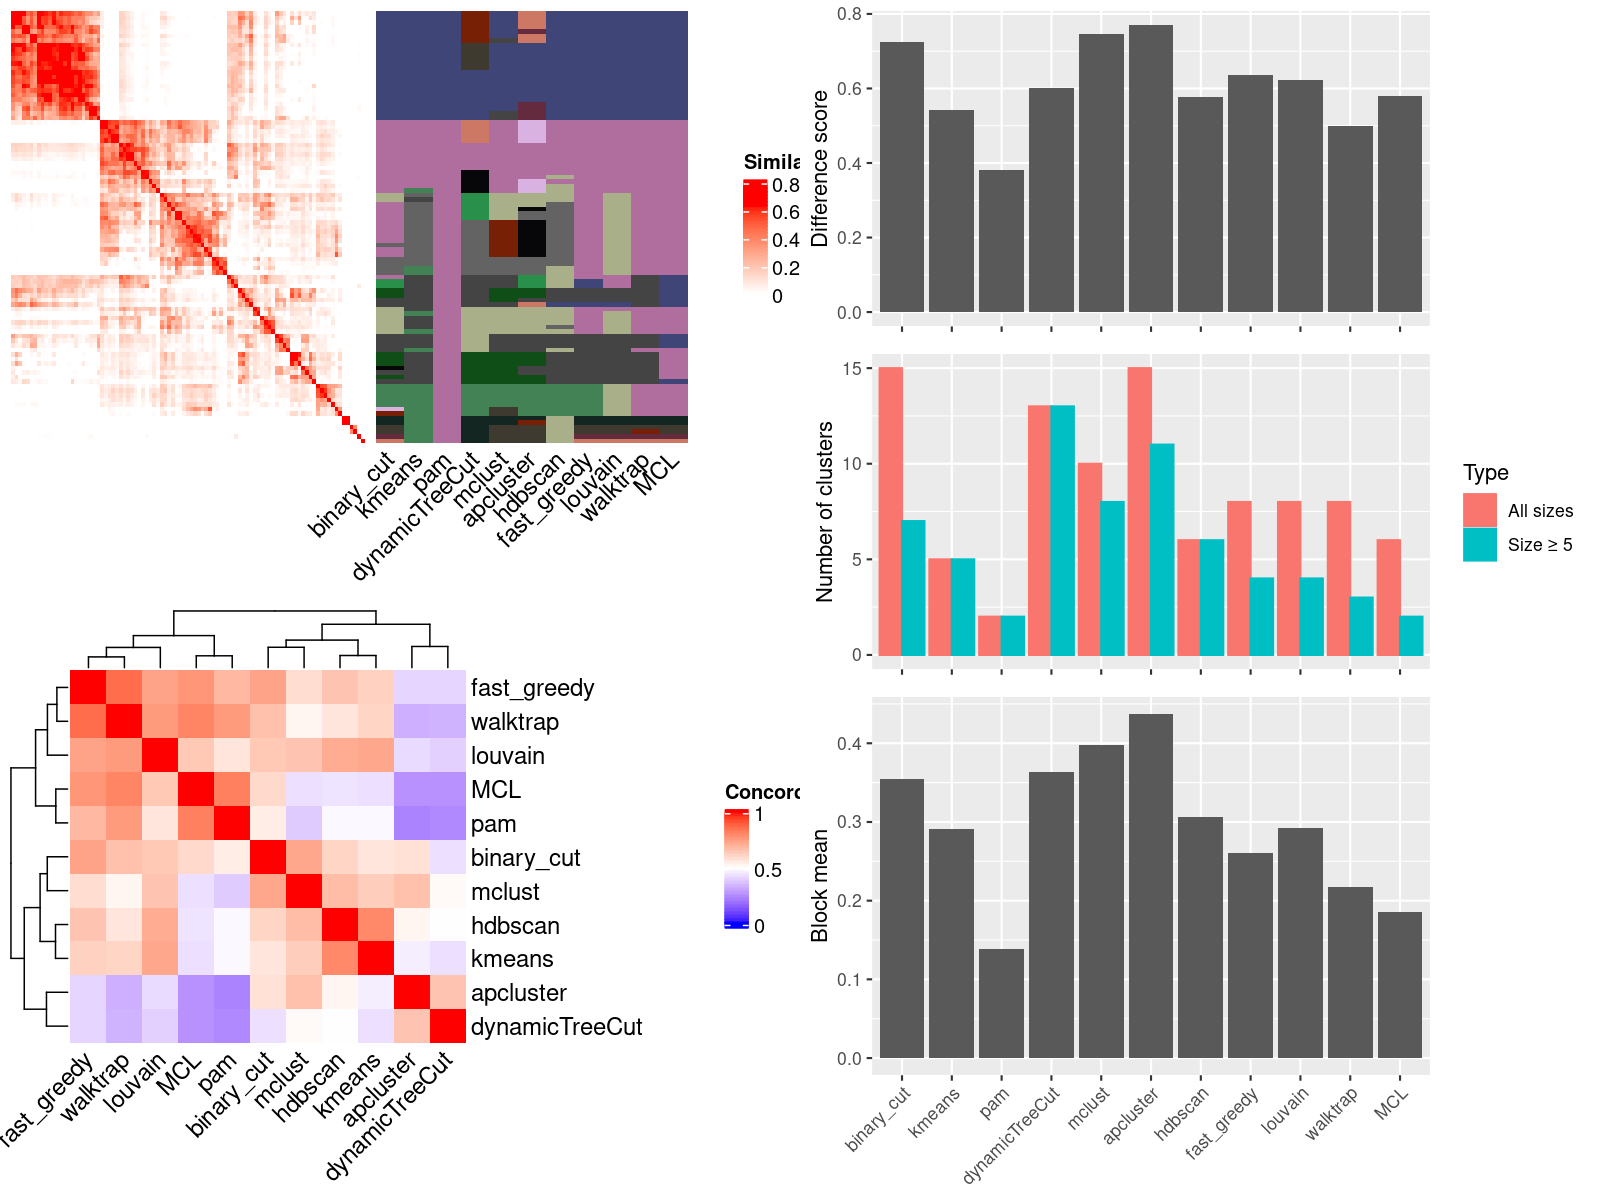 Simila
0.8
0.6
0.4
0.2
0
binary_cut
kmeans
pam
dynamicTreeCut
mclust
apcluster
hdbscan
fast_greedy
louvain
walktrap
MCL
fast_greedy
walktrap
louvain
MCL
pam
binary_cut
mclust
hdbscan
kmeans
apcluster
dynamicTreeCut
fast_greedy
walktrap
louvain
MCL
pam
binary_cut
mclust
hdbscan
kmeans
apcluster
dynamicTreeCut
Concord
1
0.5
0
Difference score
0.8
0.6
0.4
0.2
0.0
Number of clusters
15
10
5
0
Type
All sizes
Size ≥ 5
Block mean
0.4
0.3
0.2
0.1
0.0
binary_cut
kmeans
pam
dynamicTreeCut
mclust
apcluster
hdbscan
fast_greedy
louvain
walktrap
MCL